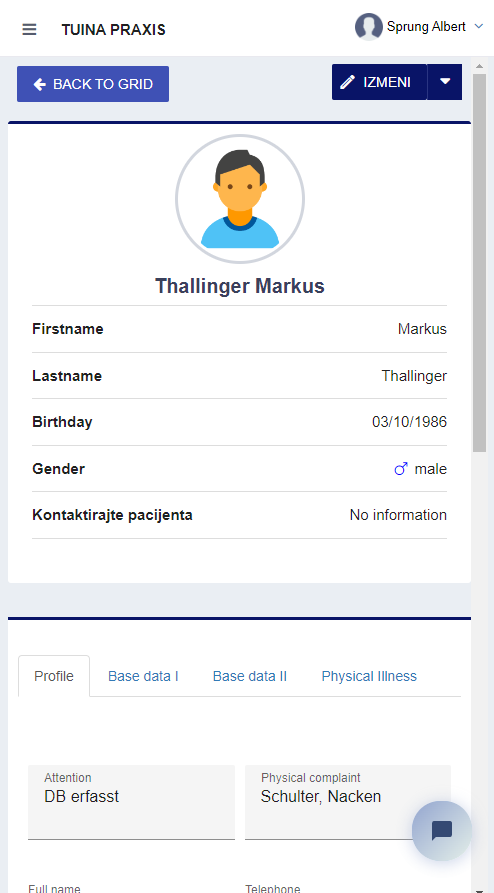 TUINA PRAXIS
Sprung Albert
BACK TO GRID
IZMENI
Thallinger Markus
Firstname Markus
Lastname Thallinger
Birthday 03/10/1986
Gender male
Kontaktirajte pacijenta No information
Profile Base data I Base data II Physical Illness
Attention
DB erfasst
Physical complaint
Schulter, Nacken
Full name Telephone